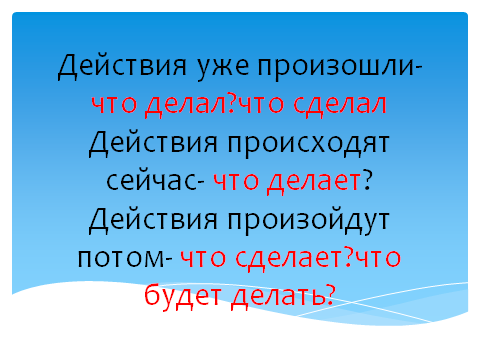 Действия уже произошли-
что делал?что сделал
Действия происходят
сейчас- что делает?
Действия произойдут
потом- что сделает?что
будет делать?